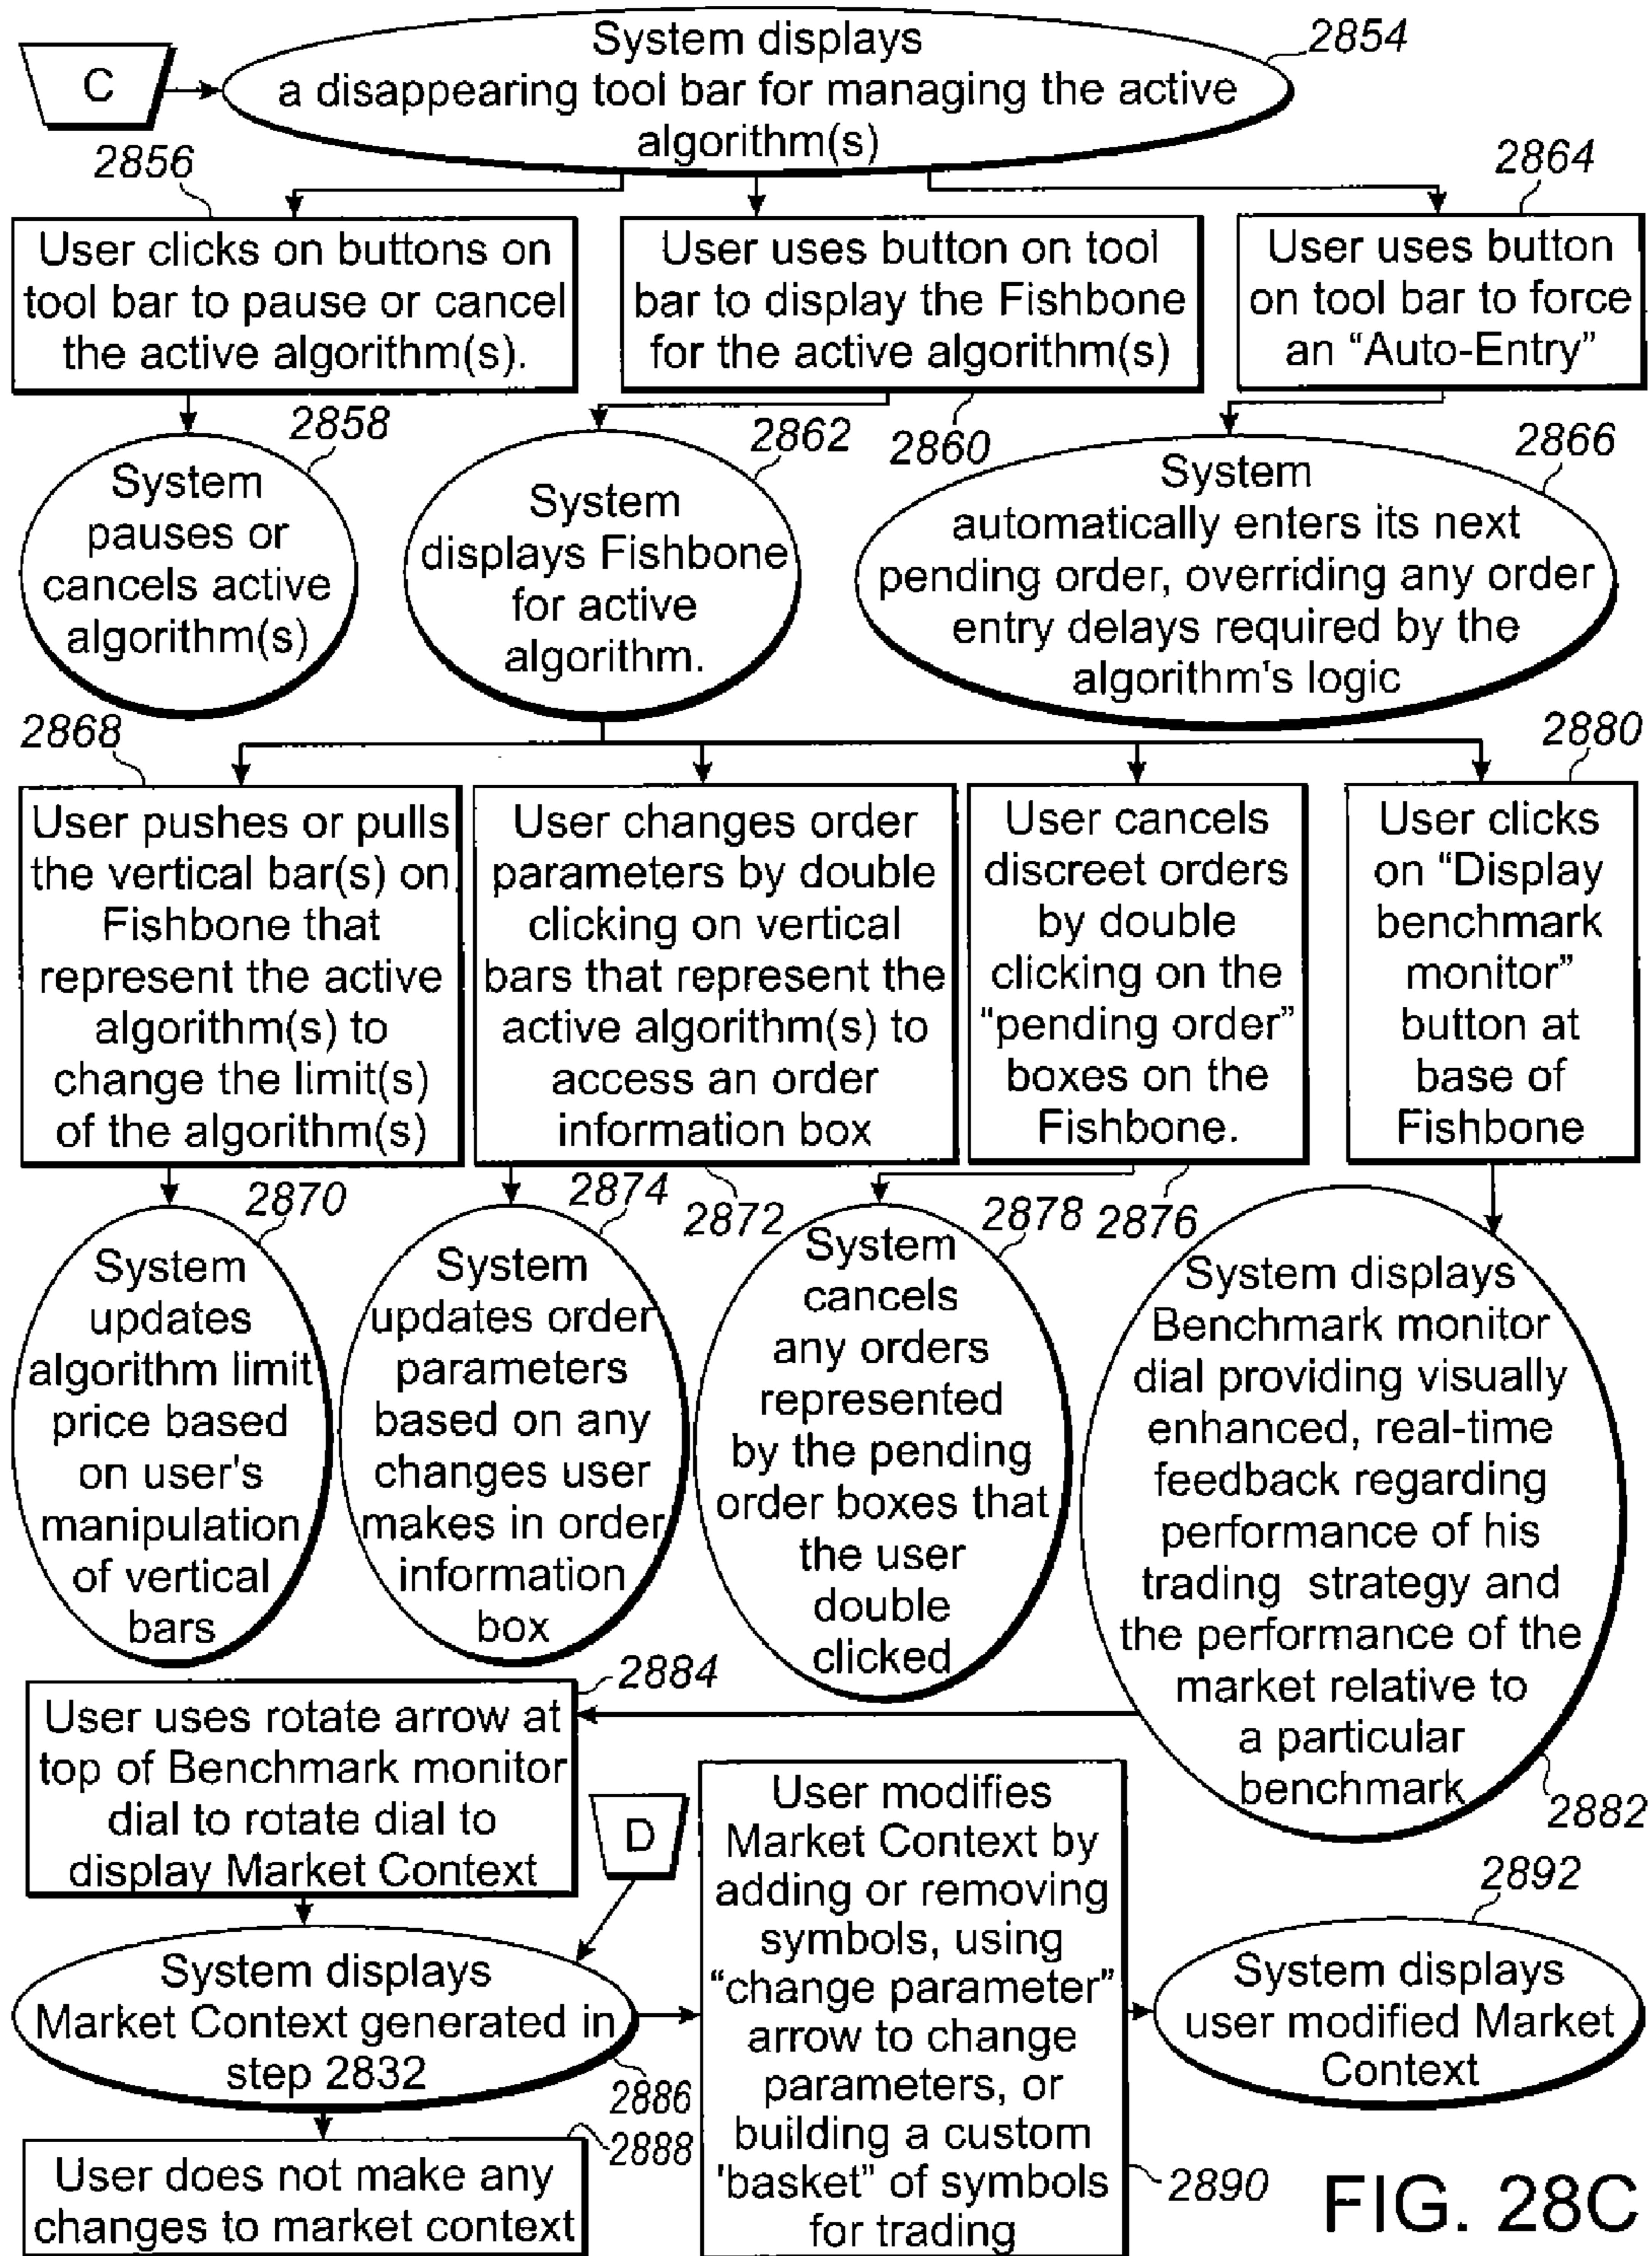 C
System displays
a disappearing tool bar for managing the active
algorithm(s)
2854
2856
User clicks on buttons on
tool bar to pause or cancel
the active algorithm(s).
User uses button on tool
bar to display the Fishbone
for the active algorithm(s)
2864
User uses button
on tool bar to force
an “Auto-Entry”
2858
System
pauses or
cancels active
algorithm(s)
2862
System
displays Fishbone
for active
algorithm.
2860
2866
System
automatically enters its next
pending order, overriding any order
entry delays required by the
algorithm's logic
2868
User pushes or pulls
the vertical bar(s) on
Fishbone that
represent the active
algorithm(s) to
change the limit(s)
of the algorithm(s)
User changes order
parameters by double
clicking on vertical
bars that represent the
active algorithm(s) to
access an order
information box
User cancels
discreet orders
by double
clicking on the
“pending order”
boxes on the
Fishbone.
2880
User clicks
on “Display
benchmark
monitor”
button at
base of
Fishbone
2870
System
updates
algorithm limit
price based
on user's
manipulation
of vertical
bars
2874
System
updates order
parameters
based on any
changes user
makes in order
information
box
2872
2878
System
cancels
any orders
represented
by the pending
order boxes that
the user
double
clicked
2876
System displays
Benchmark monitor
dial providing visually
enhanced, real-time
feedback regarding
performance of his
trading strategy and
the performance of the
market relative to
a particular
benchmark
2882
2884
User uses rotate arrow at
top of Benchmark monitor
dial to rotate dial to
display Market Context
D
System displays
Market Context generated in
step 2832
2886
2888
User does not make any
changes to market context
User modifies
Market Context by
adding or removing
symbols, using
“change parameter”
arrow to change
parameters, or
building a custom
'basket” of symbols
for trading
2890
2892
System displays
user modified Market
Context
FIG. 28C